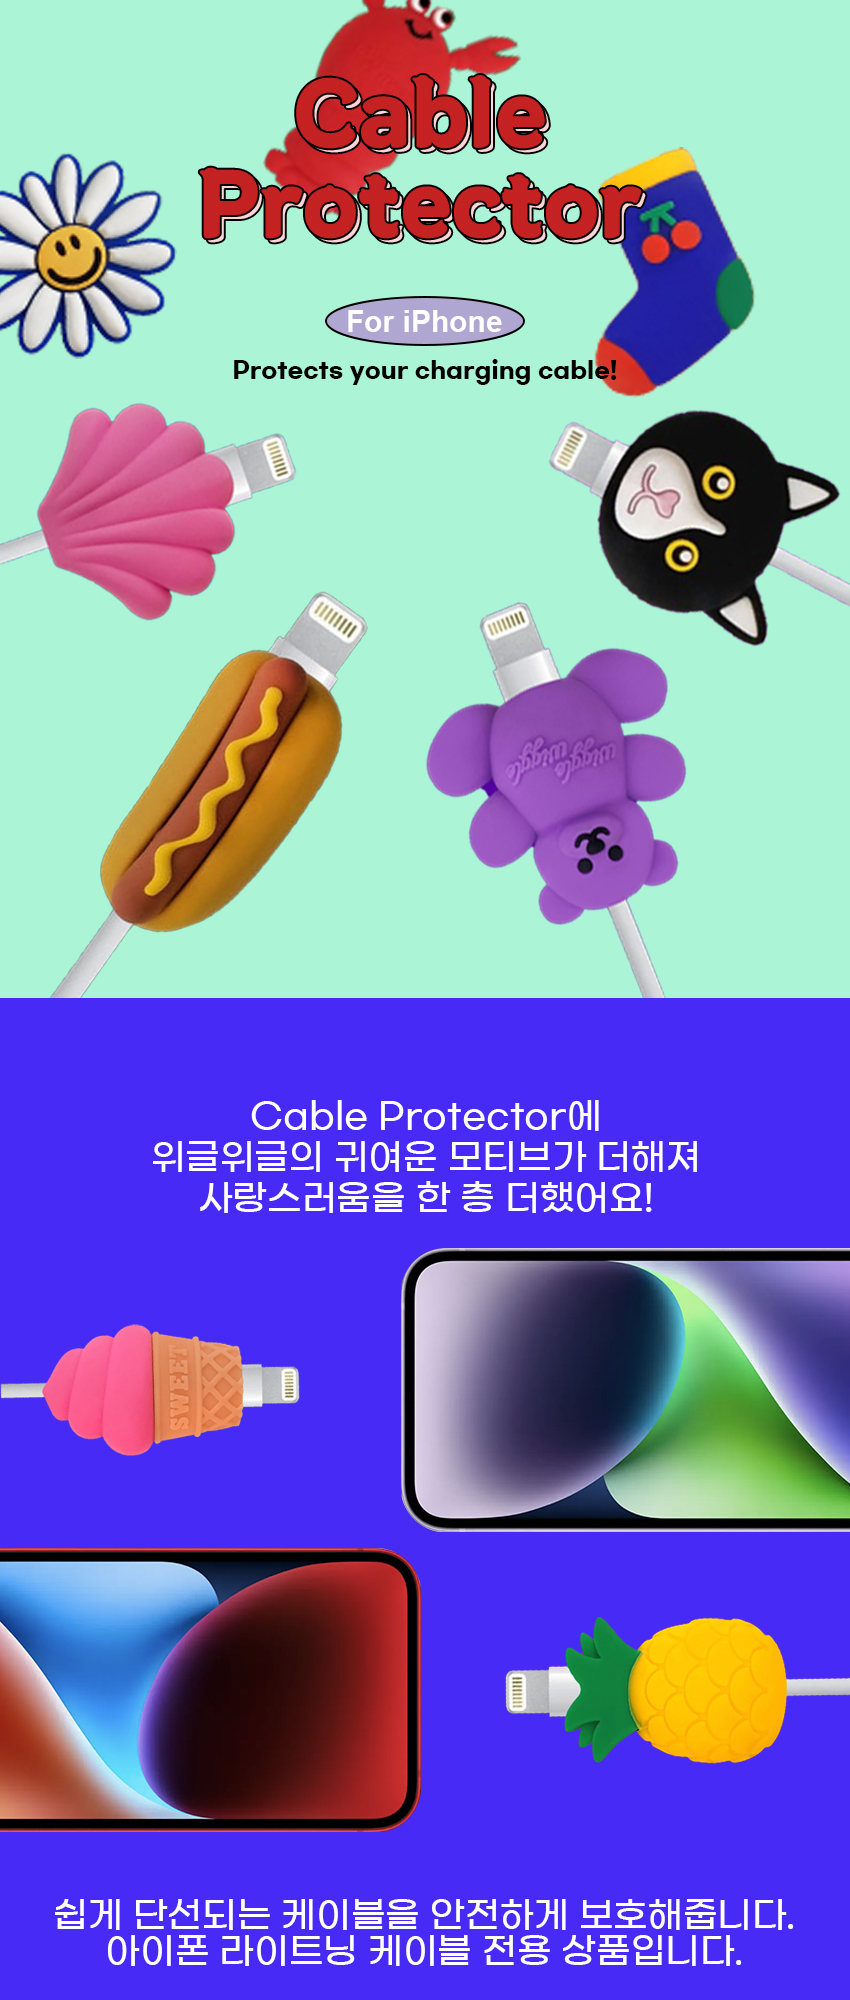 Cable
Protector
For iPhone
Protects your charging cable!
wiggle
wiggle
Cable Protector에
위글위글의 귀여운 모티브가 더해져
사랑스러움을 한 층 더했어요!
SWEET
쉽게 단선되는 케이블을 안전하게 보호해줍니다.
아이폰 라이트닝 케이블 전용 상품입니다.